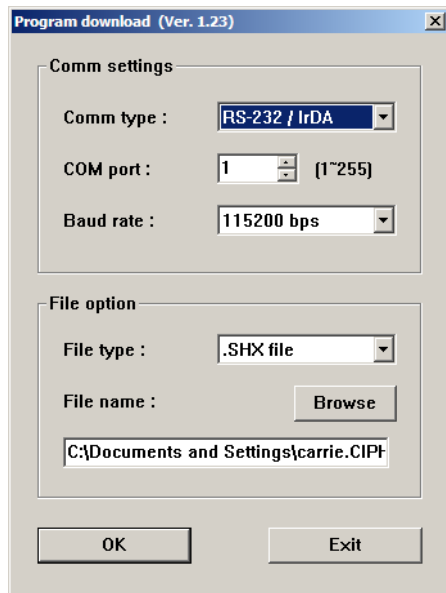 Program download (Ver. 1.23)
Comm settings
Comm type : RS-232 / IrDA
COM port : 1 (1~255)
Baud rate : 115200 bps
File option
File type : .SHX file
File name : Browse
C:\Documents and Settings\carrie.CIPH
OK Exit